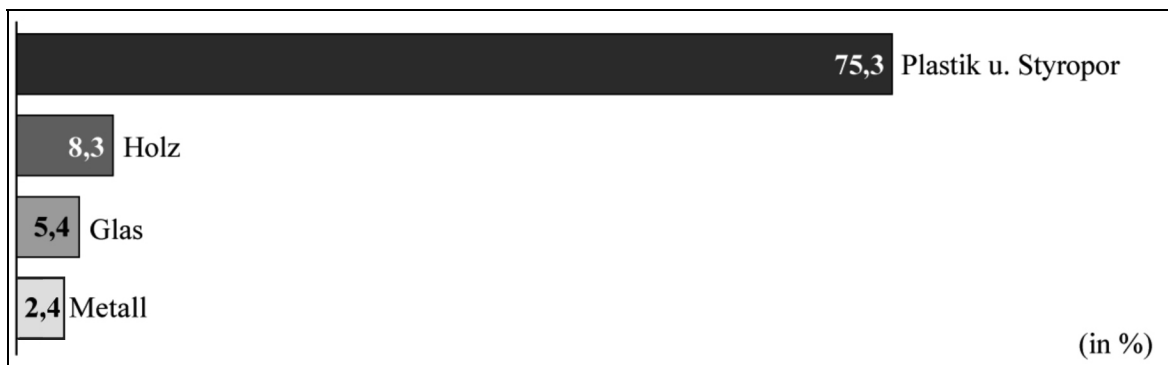 75,3 Plastik u. Styropor
8,3 Holz
5,4 Glas
2,4 Metall
(in %)